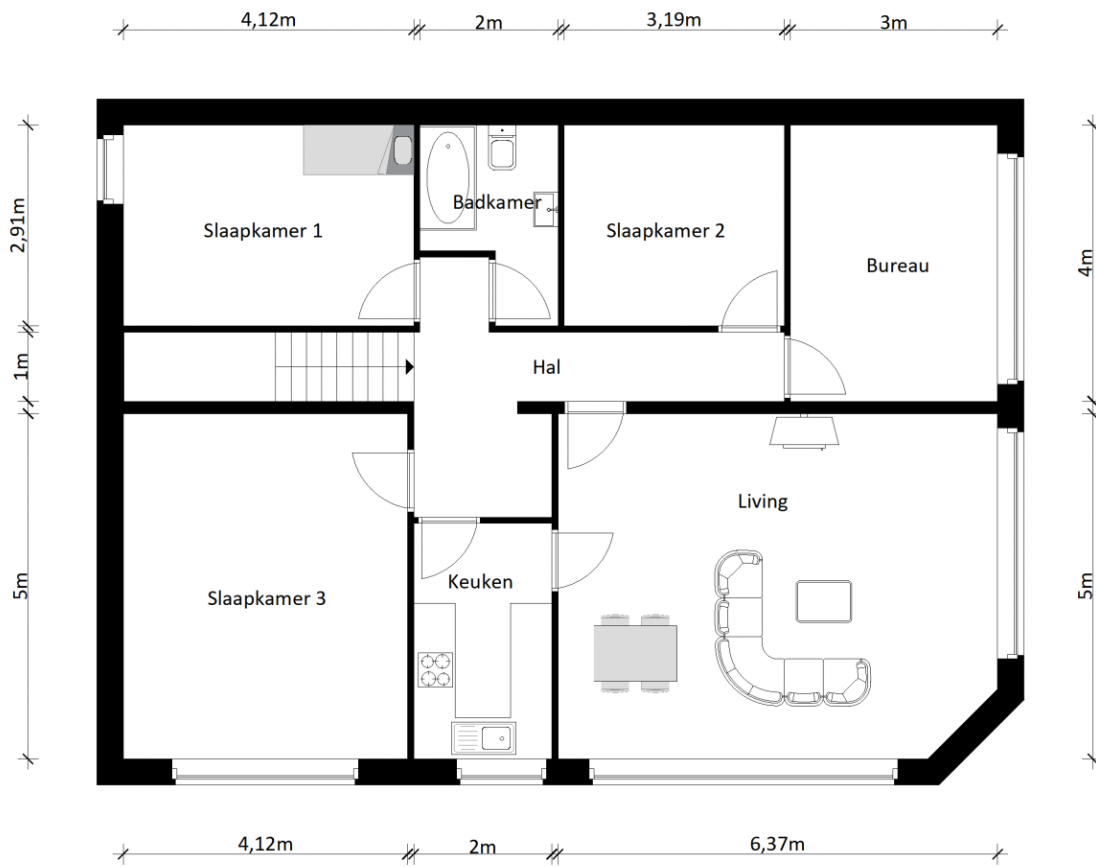 4,12m
2m
3,19m
3m
2,91m
1m
5m
4m
5m
Slaapkamer 1
Badkamer
Slaapkamer 2
Bureau
Hal
Living
Slaapkamer 3
Keuken
4,12m
2m
6,37m